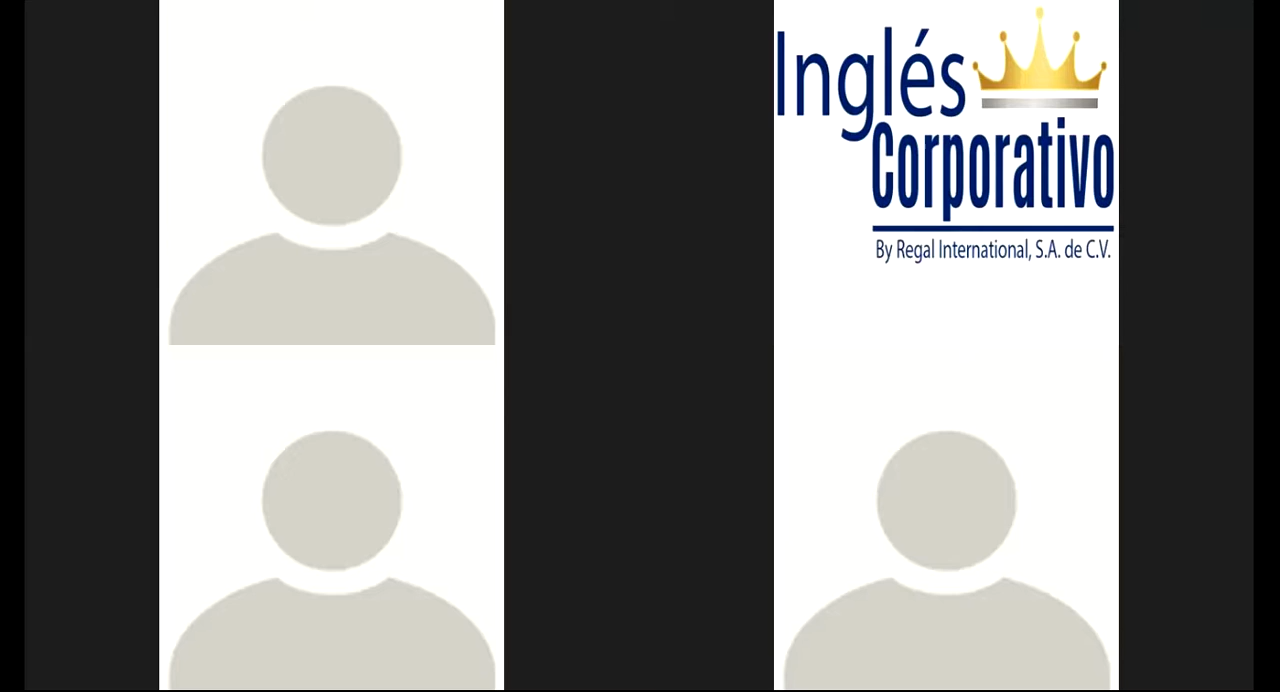 Inglés
Corporativo
By Regal International, S.A. de C.V.